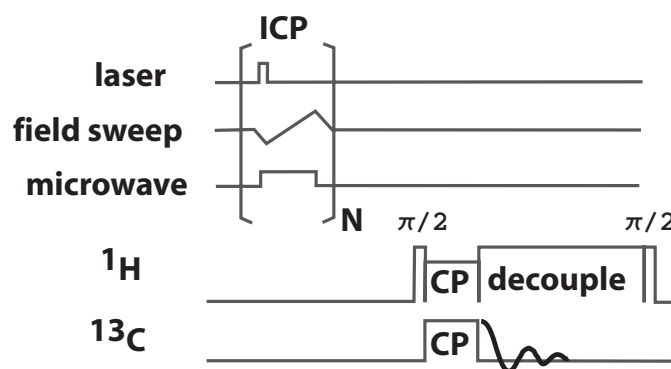 ICP
laser
field sweep
microwave
N
π/2 π/2
1H CP decouple
13C CP